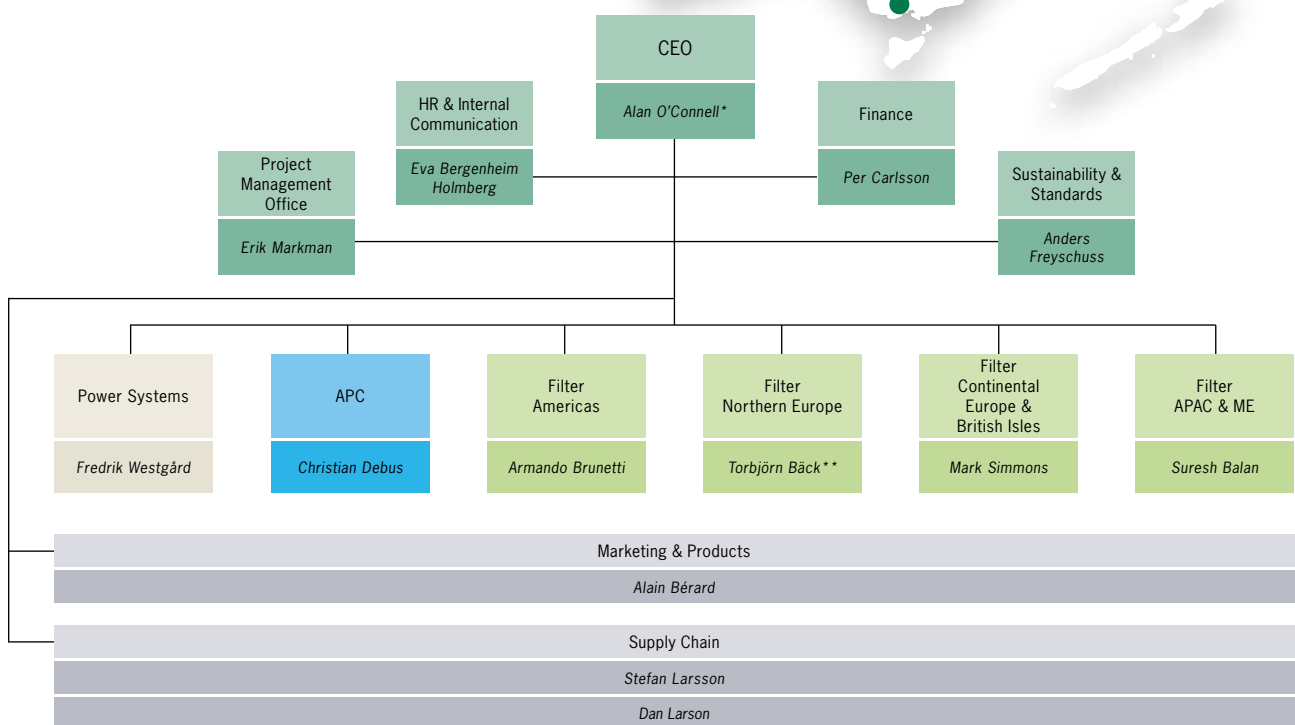 CEO
Alan O'Connell*
HR & Internal
Communication
Eva Bergenheim
Holmberg
Finance
Per Carlsson
Project
Management
Office
Erik Markman
Sustainability &
Standards
Anders
Freyschuss
Power Systems
Fredrik Westgård
APC
Christian Debus
Filter
Americas
Armando Brunetti
Filter
Northern Europe
Torbjörn Bäck**
Filter
Continental
Europe &
British Isles
Mark Simmons
Filter
APAC & ME
Suresh Balan
Marketing & Products
Alain Bérard
Supply Chain
Stefan Larsson
Dan Larson